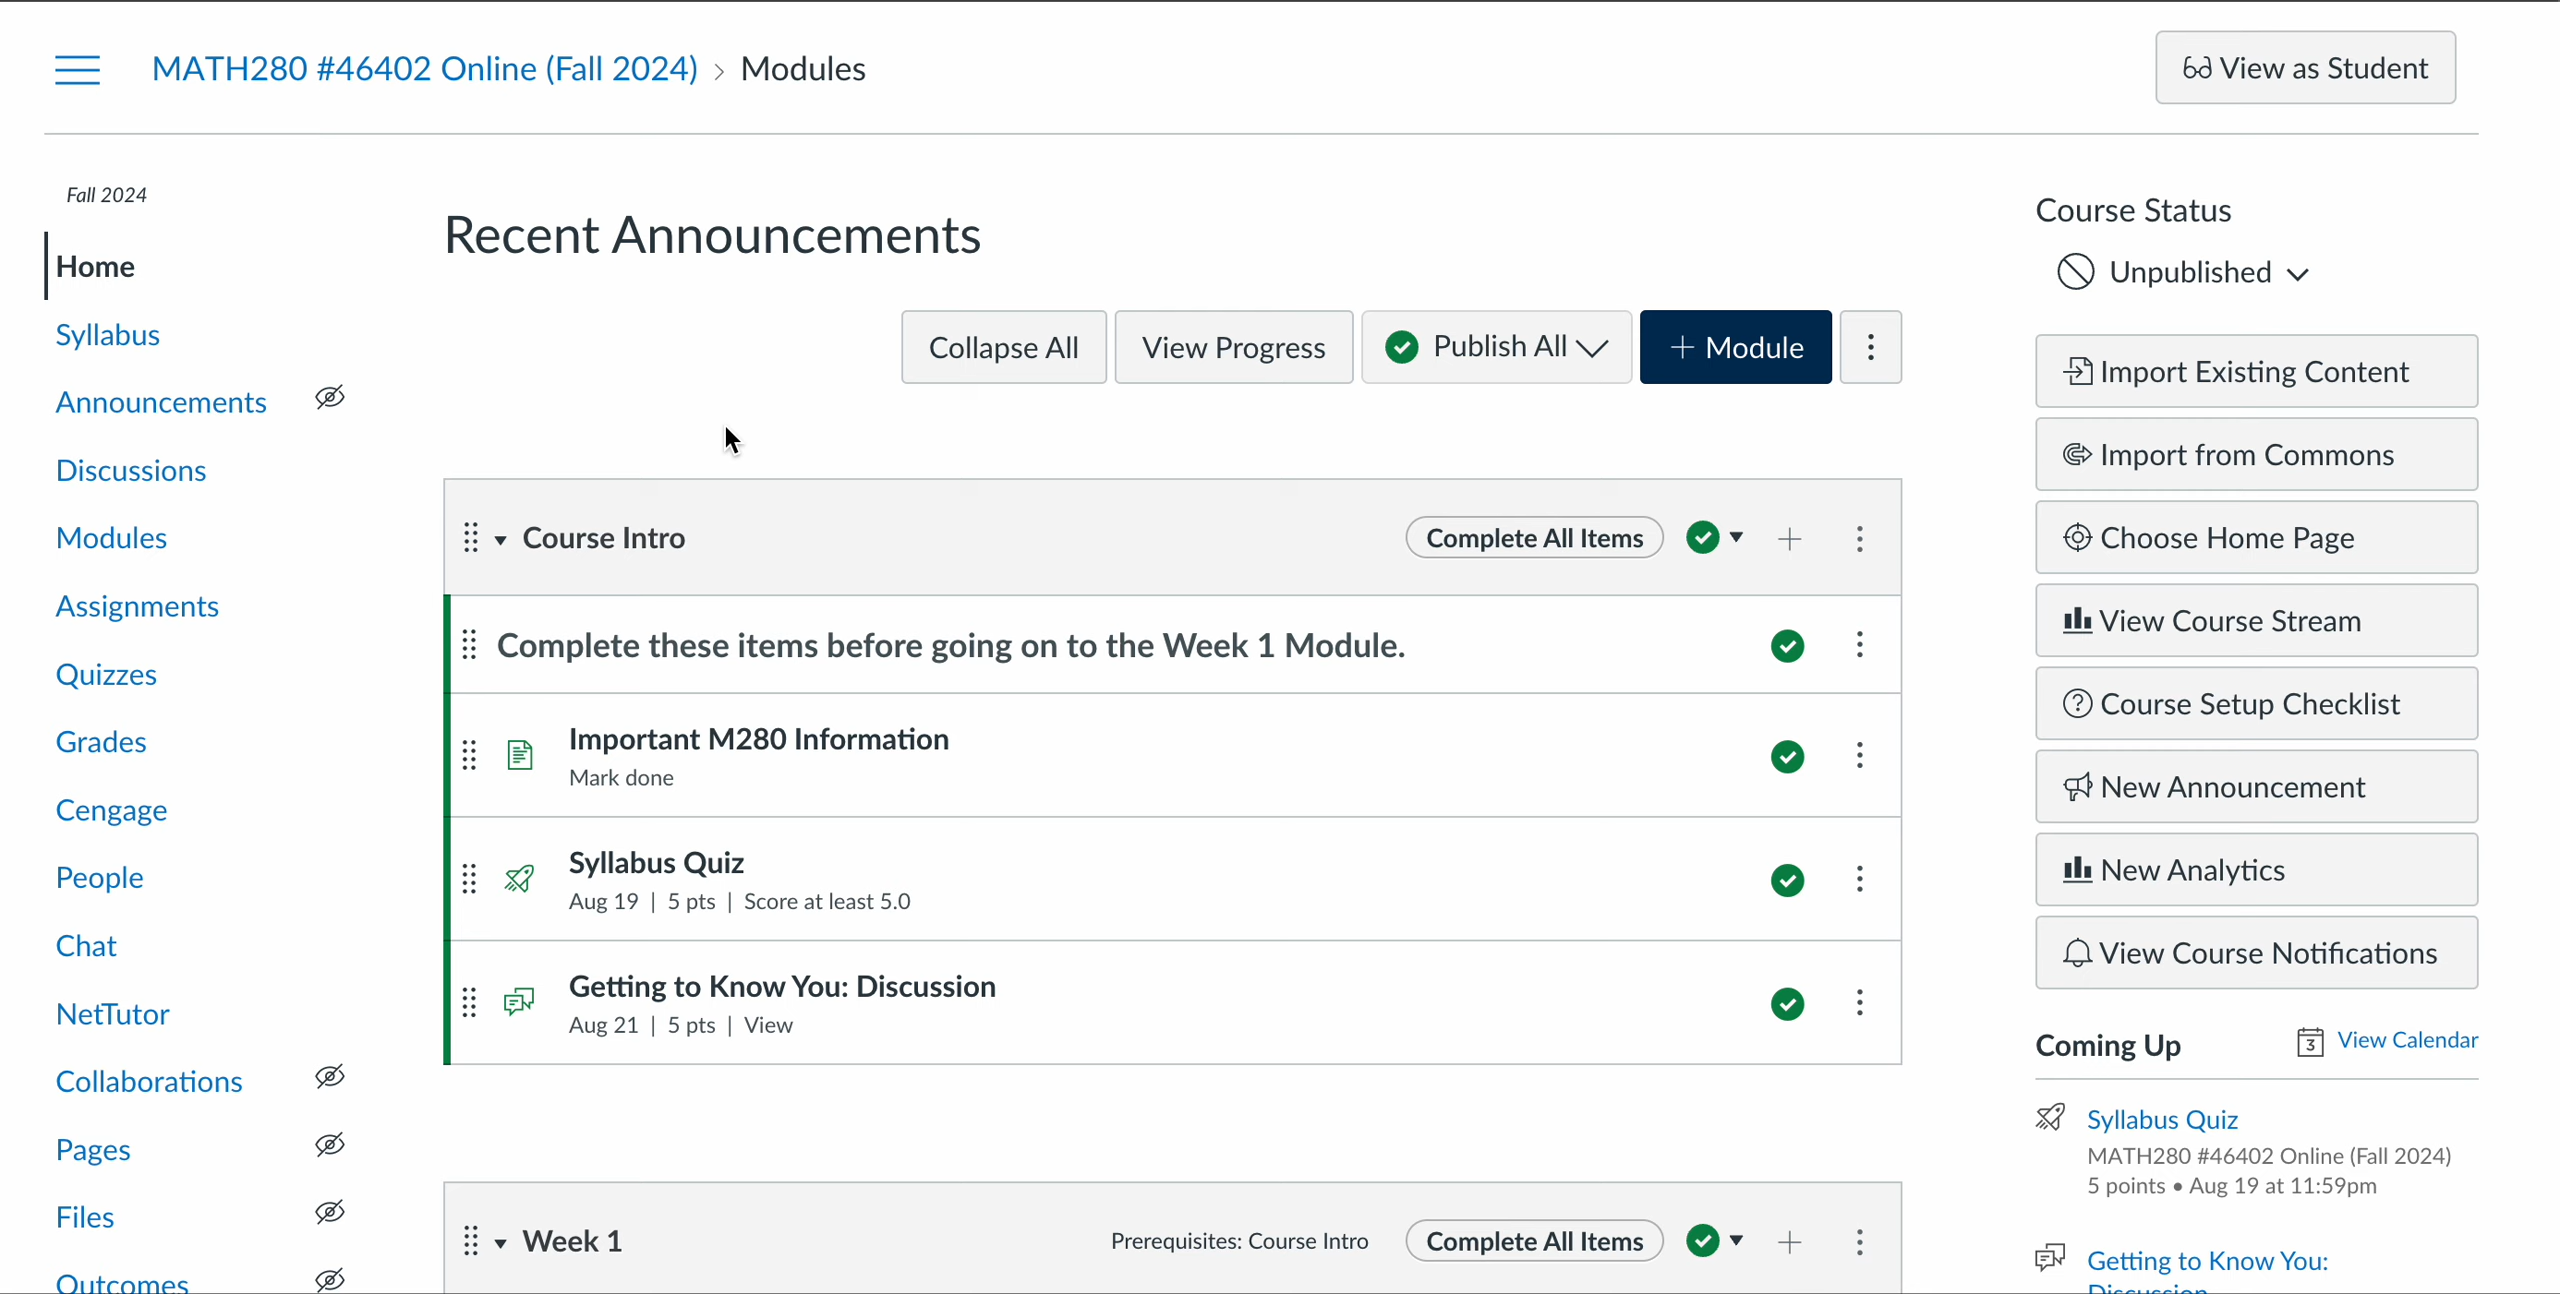 MATH280 #46402 Online (Fall 2024) > Modules
View as Student
Fall 2024
Home
Syllabus
Announcements
Discussions
Modules
Assignments
Quizzes
Grades
Cengage
People
Chat
NetTutor
Collaborations
Pages
Files
Outcomes
Recent Announcements
Collapse All
View Progress
Publish All
+ Module
Course Intro
Complete All Items
Complete these items before going on to the Week 1 Module.
Important M280 Information
Mark done
Syllabus Quiz
Aug 19 | 5 pts | Score at least 5.0
Getting to Know You: Discussion
Aug 21 | 5 pts | View
Week 1
Prerequisites: Course Intro
Complete All Items
Course Status
Unpublished
Import Existing Content
Import from Commons
Choose Home Page
View Course Stream
Course Setup Checklist
New Announcement
New Analytics
View Course Notifications
Coming Up
3 View Calendar
Syllabus Quiz
MATH280 #46402 Online (Fall 2024)
5 points • Aug 19 at 11:59pm
Getting to Know You:
Discussion